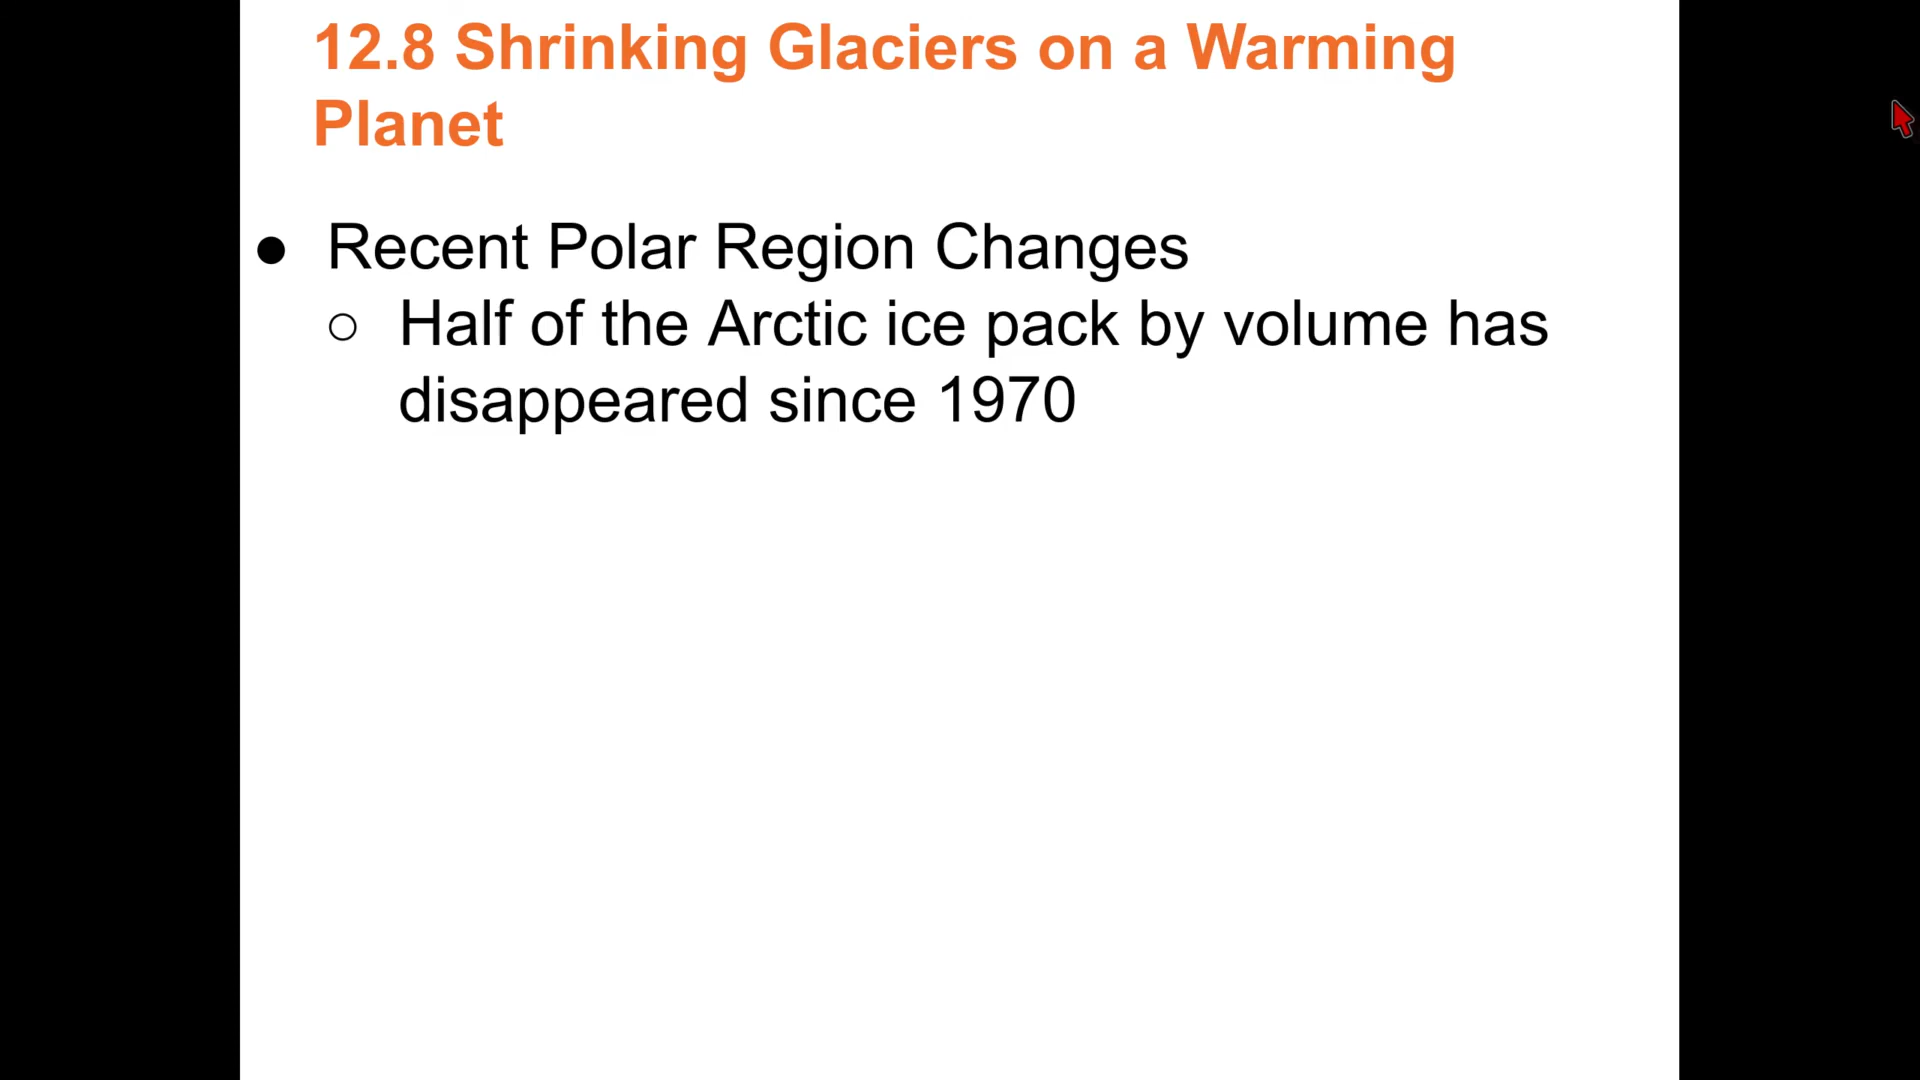 12.8 Shrinking Glaciers on a Warming
Planet
● Recent Polar Region Changes
○ Half of the Arctic ice pack by volume has
disappeared since 1970